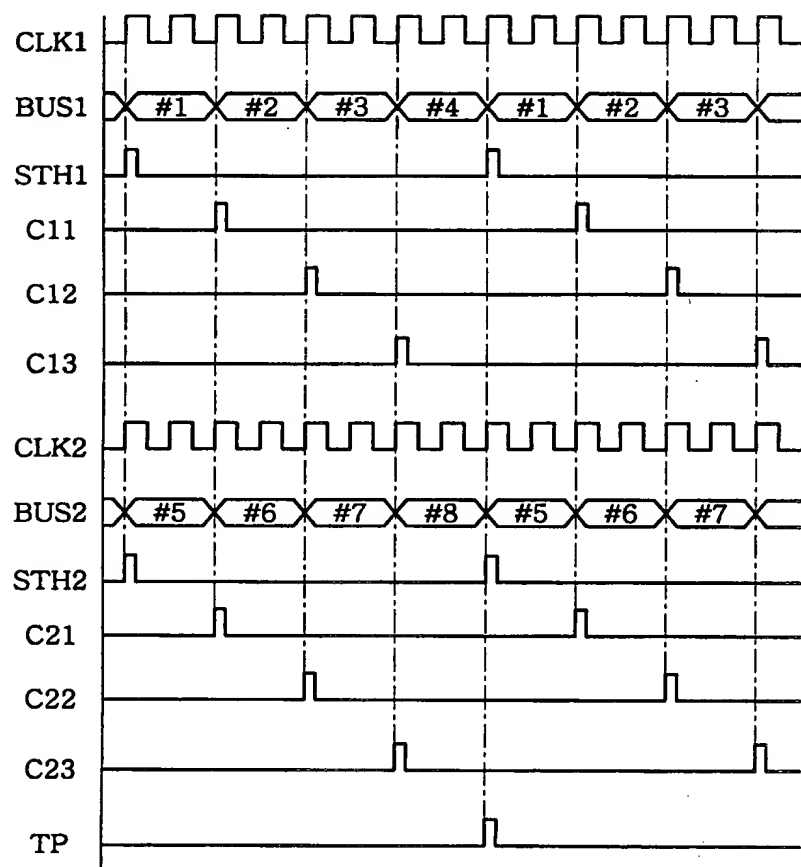 CLK1
BUS1 #1 #2 #3 #4 #1 #2 #3
STH1
C11
C12
C13
CLK2
BUS2 #5 #6 #7 #8 #5 #6 #7
STH2
C21
C22
C23
TP